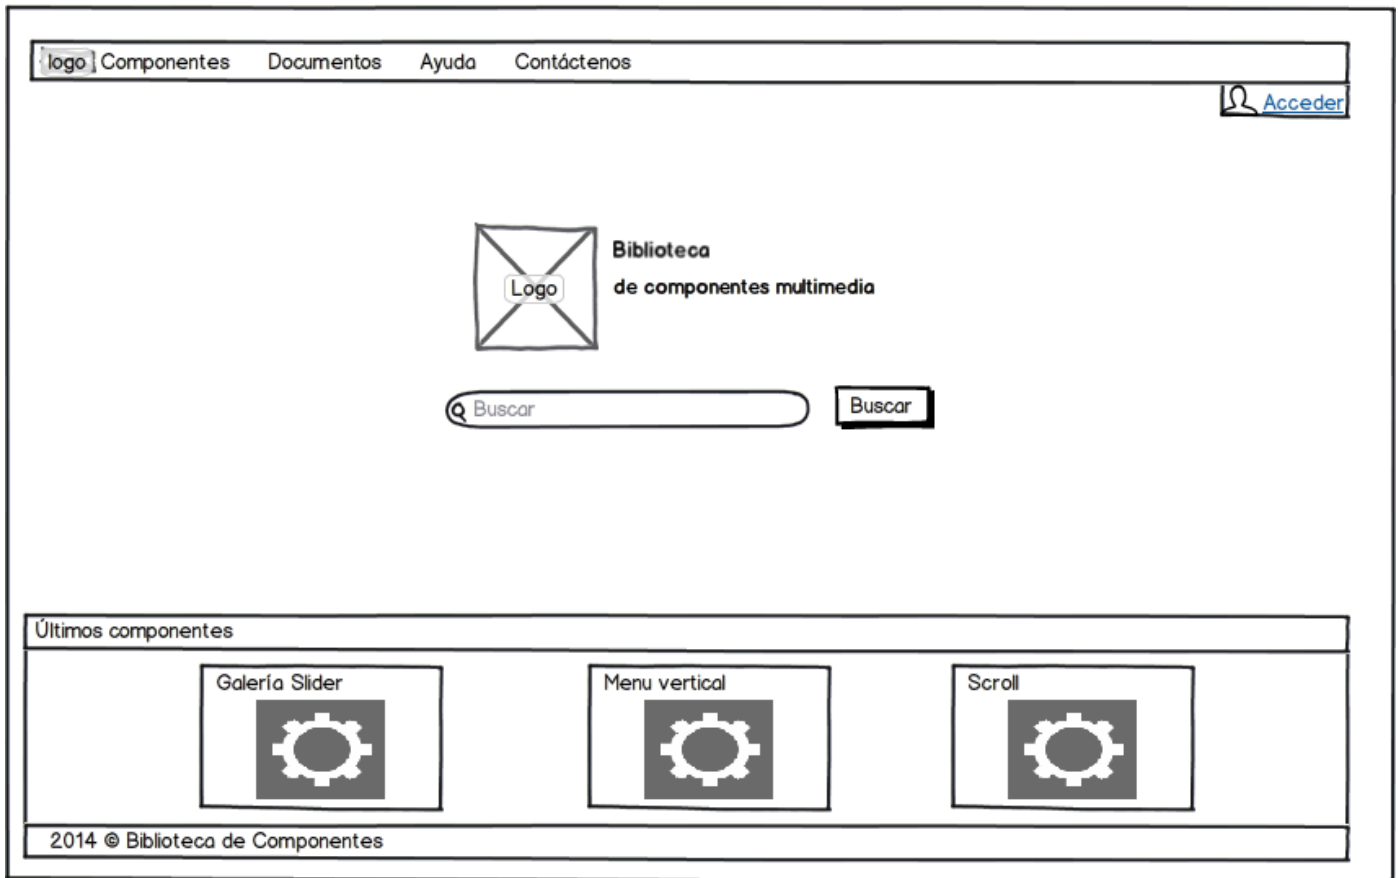 logo Componentes Documentos Ayuda Contáctenos
Acceder
Logo
Biblioteca
de componentes multimedia
Buscar
Buscar
Últimos componentes
Galería Slider
Menu vertical
Scroll
2014 © Biblioteca de Componentes